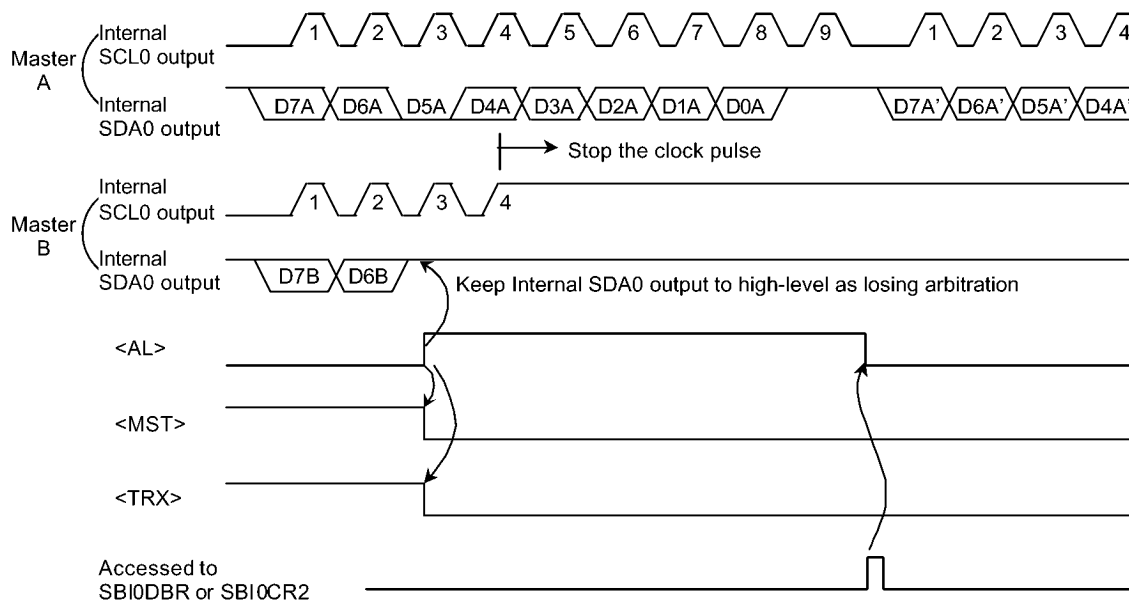 Master
A
Internal
SCL0 output
1 2 3 4 5 6 7 8 9 1 2 3 4
Internal
SDA0 output
D7A D6A D5A D4A D3A D2A D1A D0A D7A' D6A' D5A' D4A'
Stop the clock pulse
Master
B
Internal
SCL0 output
1 2 3 4
Internal
SDA0 output
D7B D6B
Keep Internal SDA0 output to high-level as losing arbitration
<AL>
<MST>
<TRX>
Accessed to
SBI0DBR or SBI0CR2